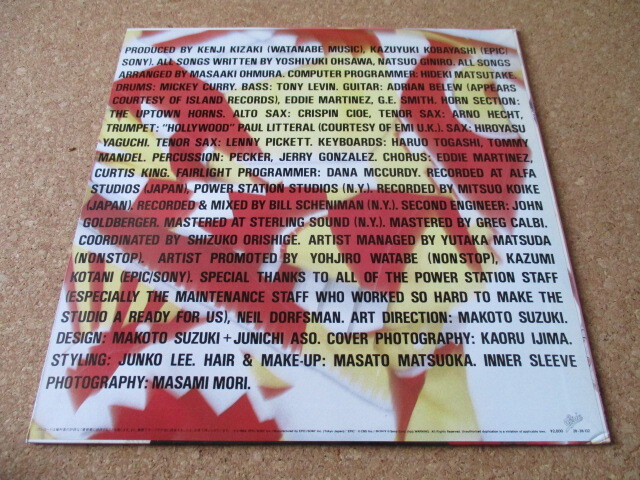 PRODUCED BY KENJI KIZAKI (WATANABE MUSIC), KAZUYUKI KOBAYASHI (EPIC/
SONY). ALL SONGS WRITTEN BY YOSHIYUKI OHSAWA, NATSUO GINIRO. ALL SONGS
ARRANGED BY MASAAKI OHMURA. COMPUTER PROGRAMMER: HIDEKI MATSUTAKE.
DRUMS: MICKEY CURRY. BASS: TONY LEVIN. GUITAR: ADRIAN BELEW (APPEARS
COURTESY OF ISLAND RECORDS), EDDIE MARTINEZ, G.E. SMITH. HORN SECTION:
THE UPTOWN HORNS. ALTO SAX: CRISPIN CIOE, TENOR SAX: ARNO HECHT,
TRUMPET: "HOLLYWOOD" PAUL LITTERAL (COURTESY OF EMI U.K.). SAX: HIROYASU
YAGUCHI. TENOR SAX: LENNY PICKETT. KEYBOARDS: HARUO TOGASHI, TOMMY
MANDEL. PERCUSSION: PECKER, JERRY GONZALEZ. CHORUS: EDDIE MARTINEZ,
CURTIS KING. FAIRLIGHT PROGRAMMER: DANA MCCURDY. RECORDED AT ALFA
STUDIOS (JAPAN), POWER STATION STUDIOS (N.Y.). RECORDED BY MITSUO KOIKE
(JAPAN). RECORDED & MIXED BY BILL SCHENIMAN (N.Y.). SECOND ENGINEER: JOHN
GOLDBERGER. MASTERED AT STERLING SOUND (N.Y.). MASTERED BY GREG CALBI.
COORDINATED BY SHIZUKO ORISHIGE. ARTIST MANAGED BY YUTAKA MATSUDA
(NONSTOP). ARTIST PROMOTED BY YOHJIRO WATABE (NONSTOP), KAZUMI
KOTANI (EPIC/SONY). SPECIAL THANKS TO ALL OF THE POWER STATION STAFF
(ESPECIALLY THE MAINTENANCE STAFF WHO WORKED SO HARD TO MAKE THE
STUDIO A READY FOR US), NEIL DORFSMAN. ART DIRECTION: MAKOTO SUZUKI.
DESIGN: MAKOTO SUZUKI + JUNICHI ASO. COVER PHOTOGRAPHY: KAORU IJIMA.
STYLING: JUNKO LEE. HAIR & MAKE-UP: MASATO MATSUOKA. INNER SLEEVE
PHOTOGRAPHY: MASAMI MORI.